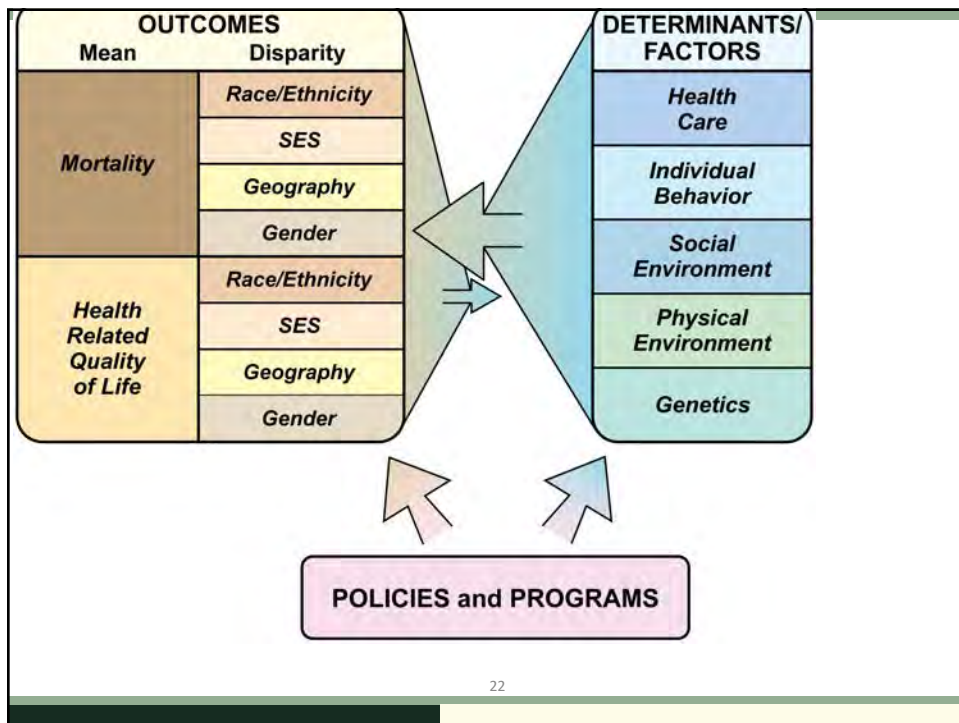 OUTCOMES
Mean
Disparity
Mortality
Race/Ethnicity
SES
Geography
Gender
Health
Related
Quality
of Life
Race/Ethnicity
SES
Geography
Gender
DETERMINANTS/
FACTORS
Health
Care
Individual
Behavior
Social
Environment
Physical
Environment
Genetics
POLICIES and PROGRAMS
22